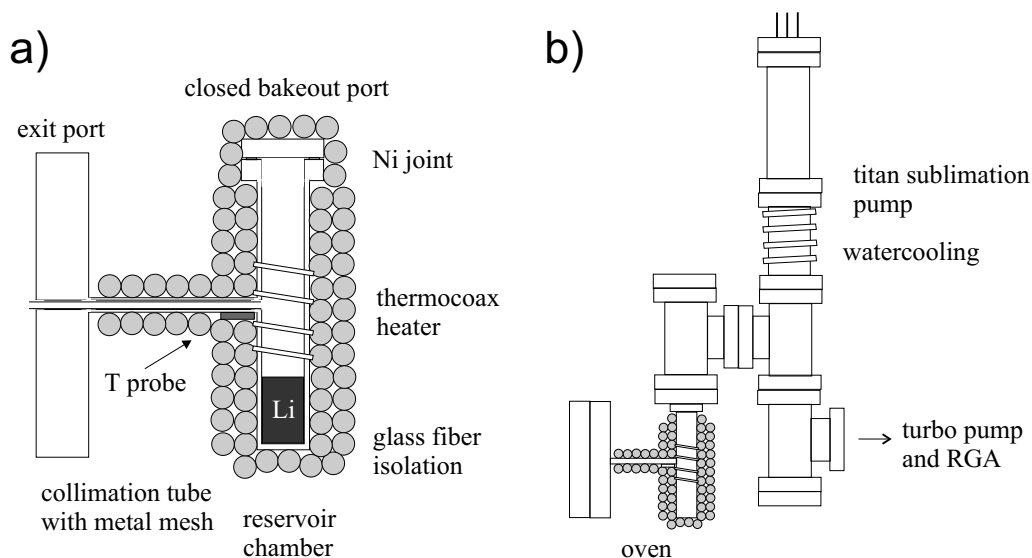 a)
closed bakeout port
exit port
Ni joint
thermocoax
heater
T probe
Li
glass fiber
isolation
collimation tube
with metal mesh
reservoir
chamber
b)
titan sublimation
pump
watercooling
turbo pump
and RGA
oven